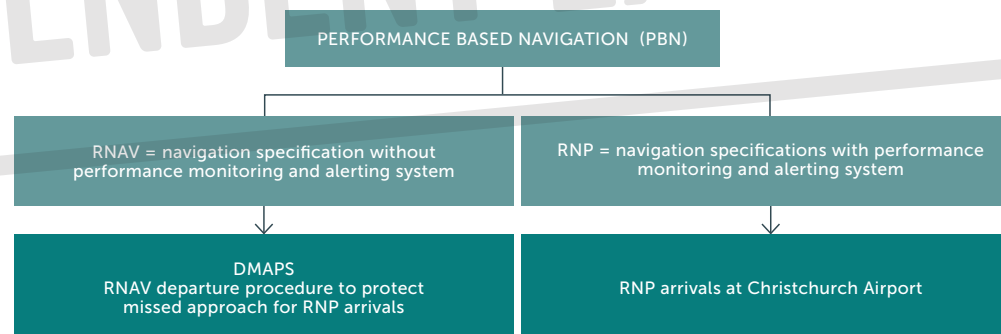 PERFORMANCE BASED NAVIGATION (PBN)
RNAV = navigation specification without
performance monitoring and alerting system
RNP = navigation specifications with performance
monitoring and alerting system
DMAPS
RNAV departure procedure to protect
missed approach for RNP arrivals
RNP arrivals at Christchurch Airport